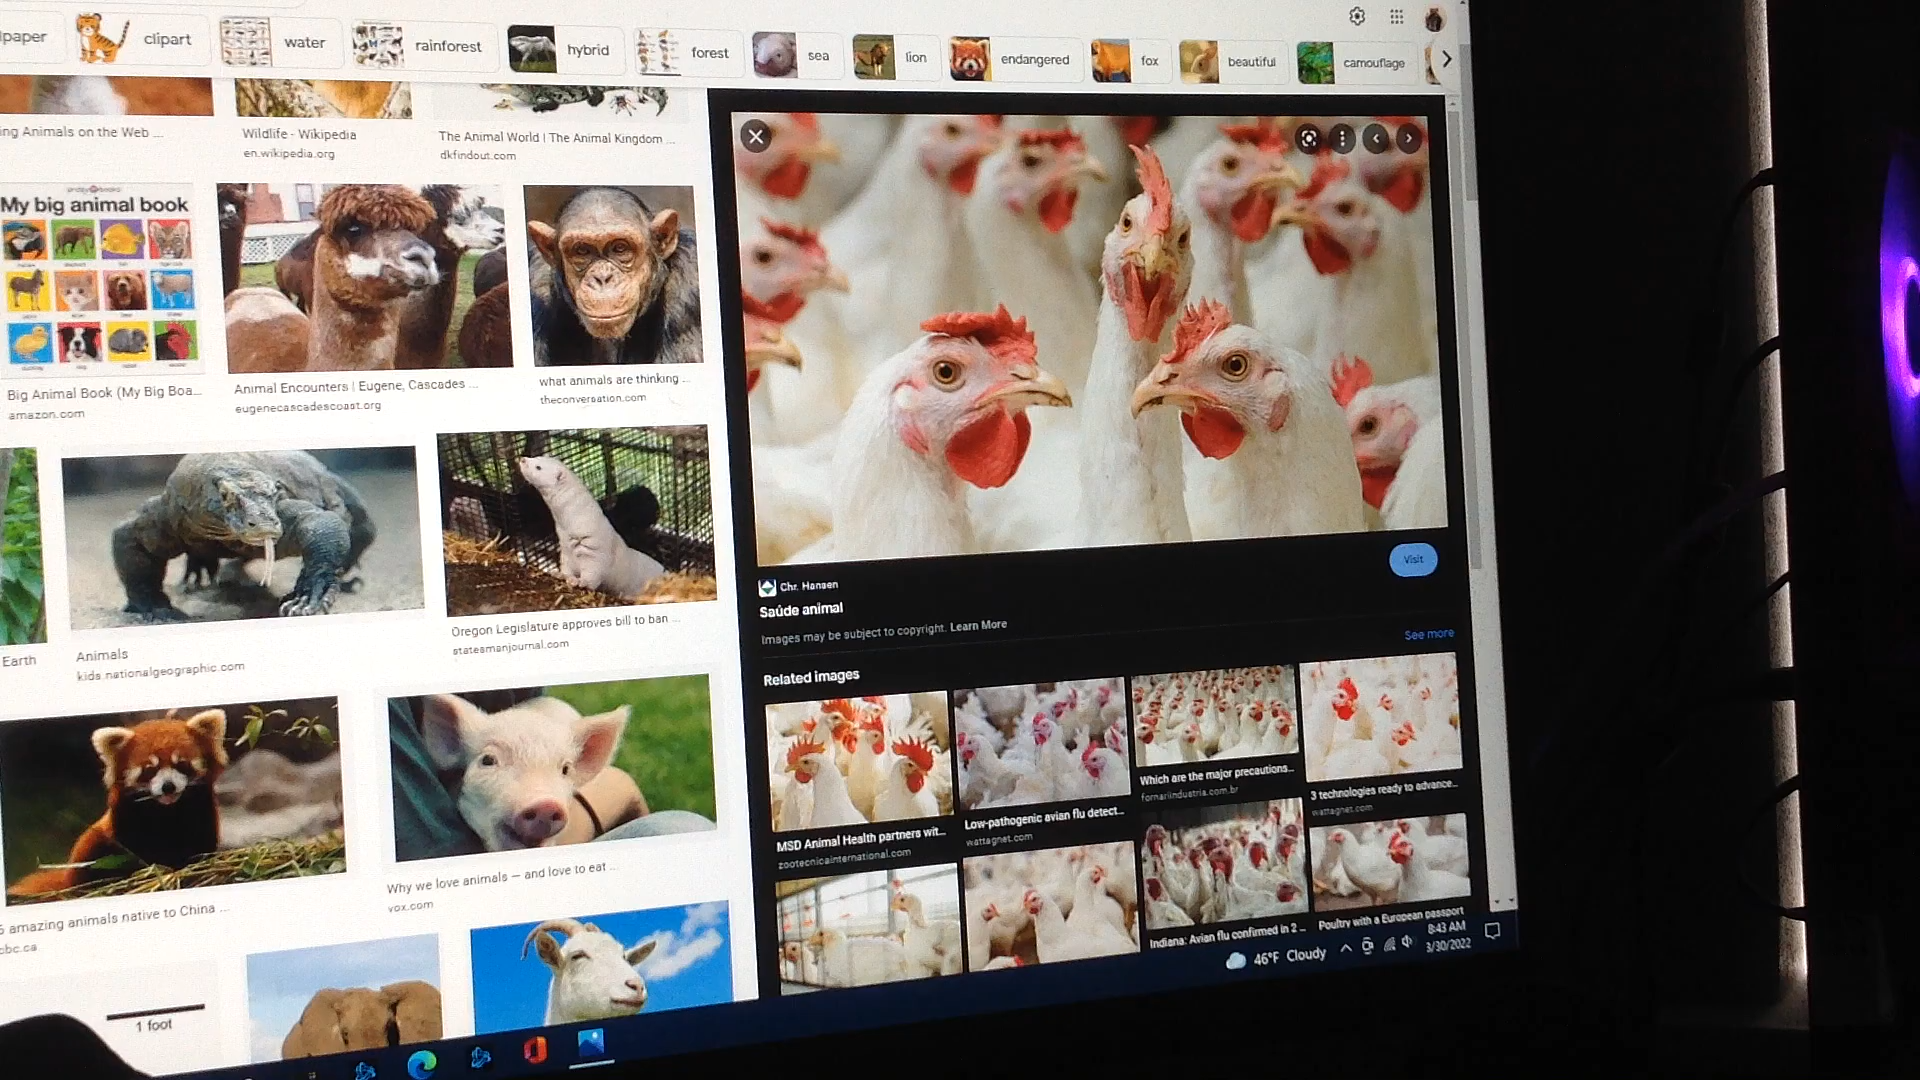 paper
clipart
water
rainforest
hybrid
forest
sea
lion
endangered
fox
beautiful
camouflage
ing Animals on the Web ...
Wildlife - Wikipedia
en.wikipedia.org
The Animal World | The Animal Kingdom ...
dkfindout.com
My big animal book
Big Animal Book (My Big Boa...
amazon.com
Animal Encounters | Eugene, Cascades ...
eugenecascadescoast.org
what animals are thinking ...
theconversation.com
Earth
Animals
kids.nationalgeographic.com
Oregon Legislature approves bill to ban ...
statesmanjournal.com
6 amazing animals native to China ...
cbc.ca
Why we love animals — and love to eat ...
vox.com
1 foot
Visit
Chr. Hansen
Saúde animal
Images may be subject to copyright. Learn More
See more
Related images
MSD Animal Health partners wit...
zootecnicainternational.com
Low-pathogenic avian flu detect...
wattagnet.com
Which are the major precautions...
fornariindustria.com.br
3 technologies ready to advance...
wattagnet.com
Indiana: Avian flu confirmed in 2 ...
Poultry with a European passport
46°F Cloudy
8:43 AM
3/30/2022